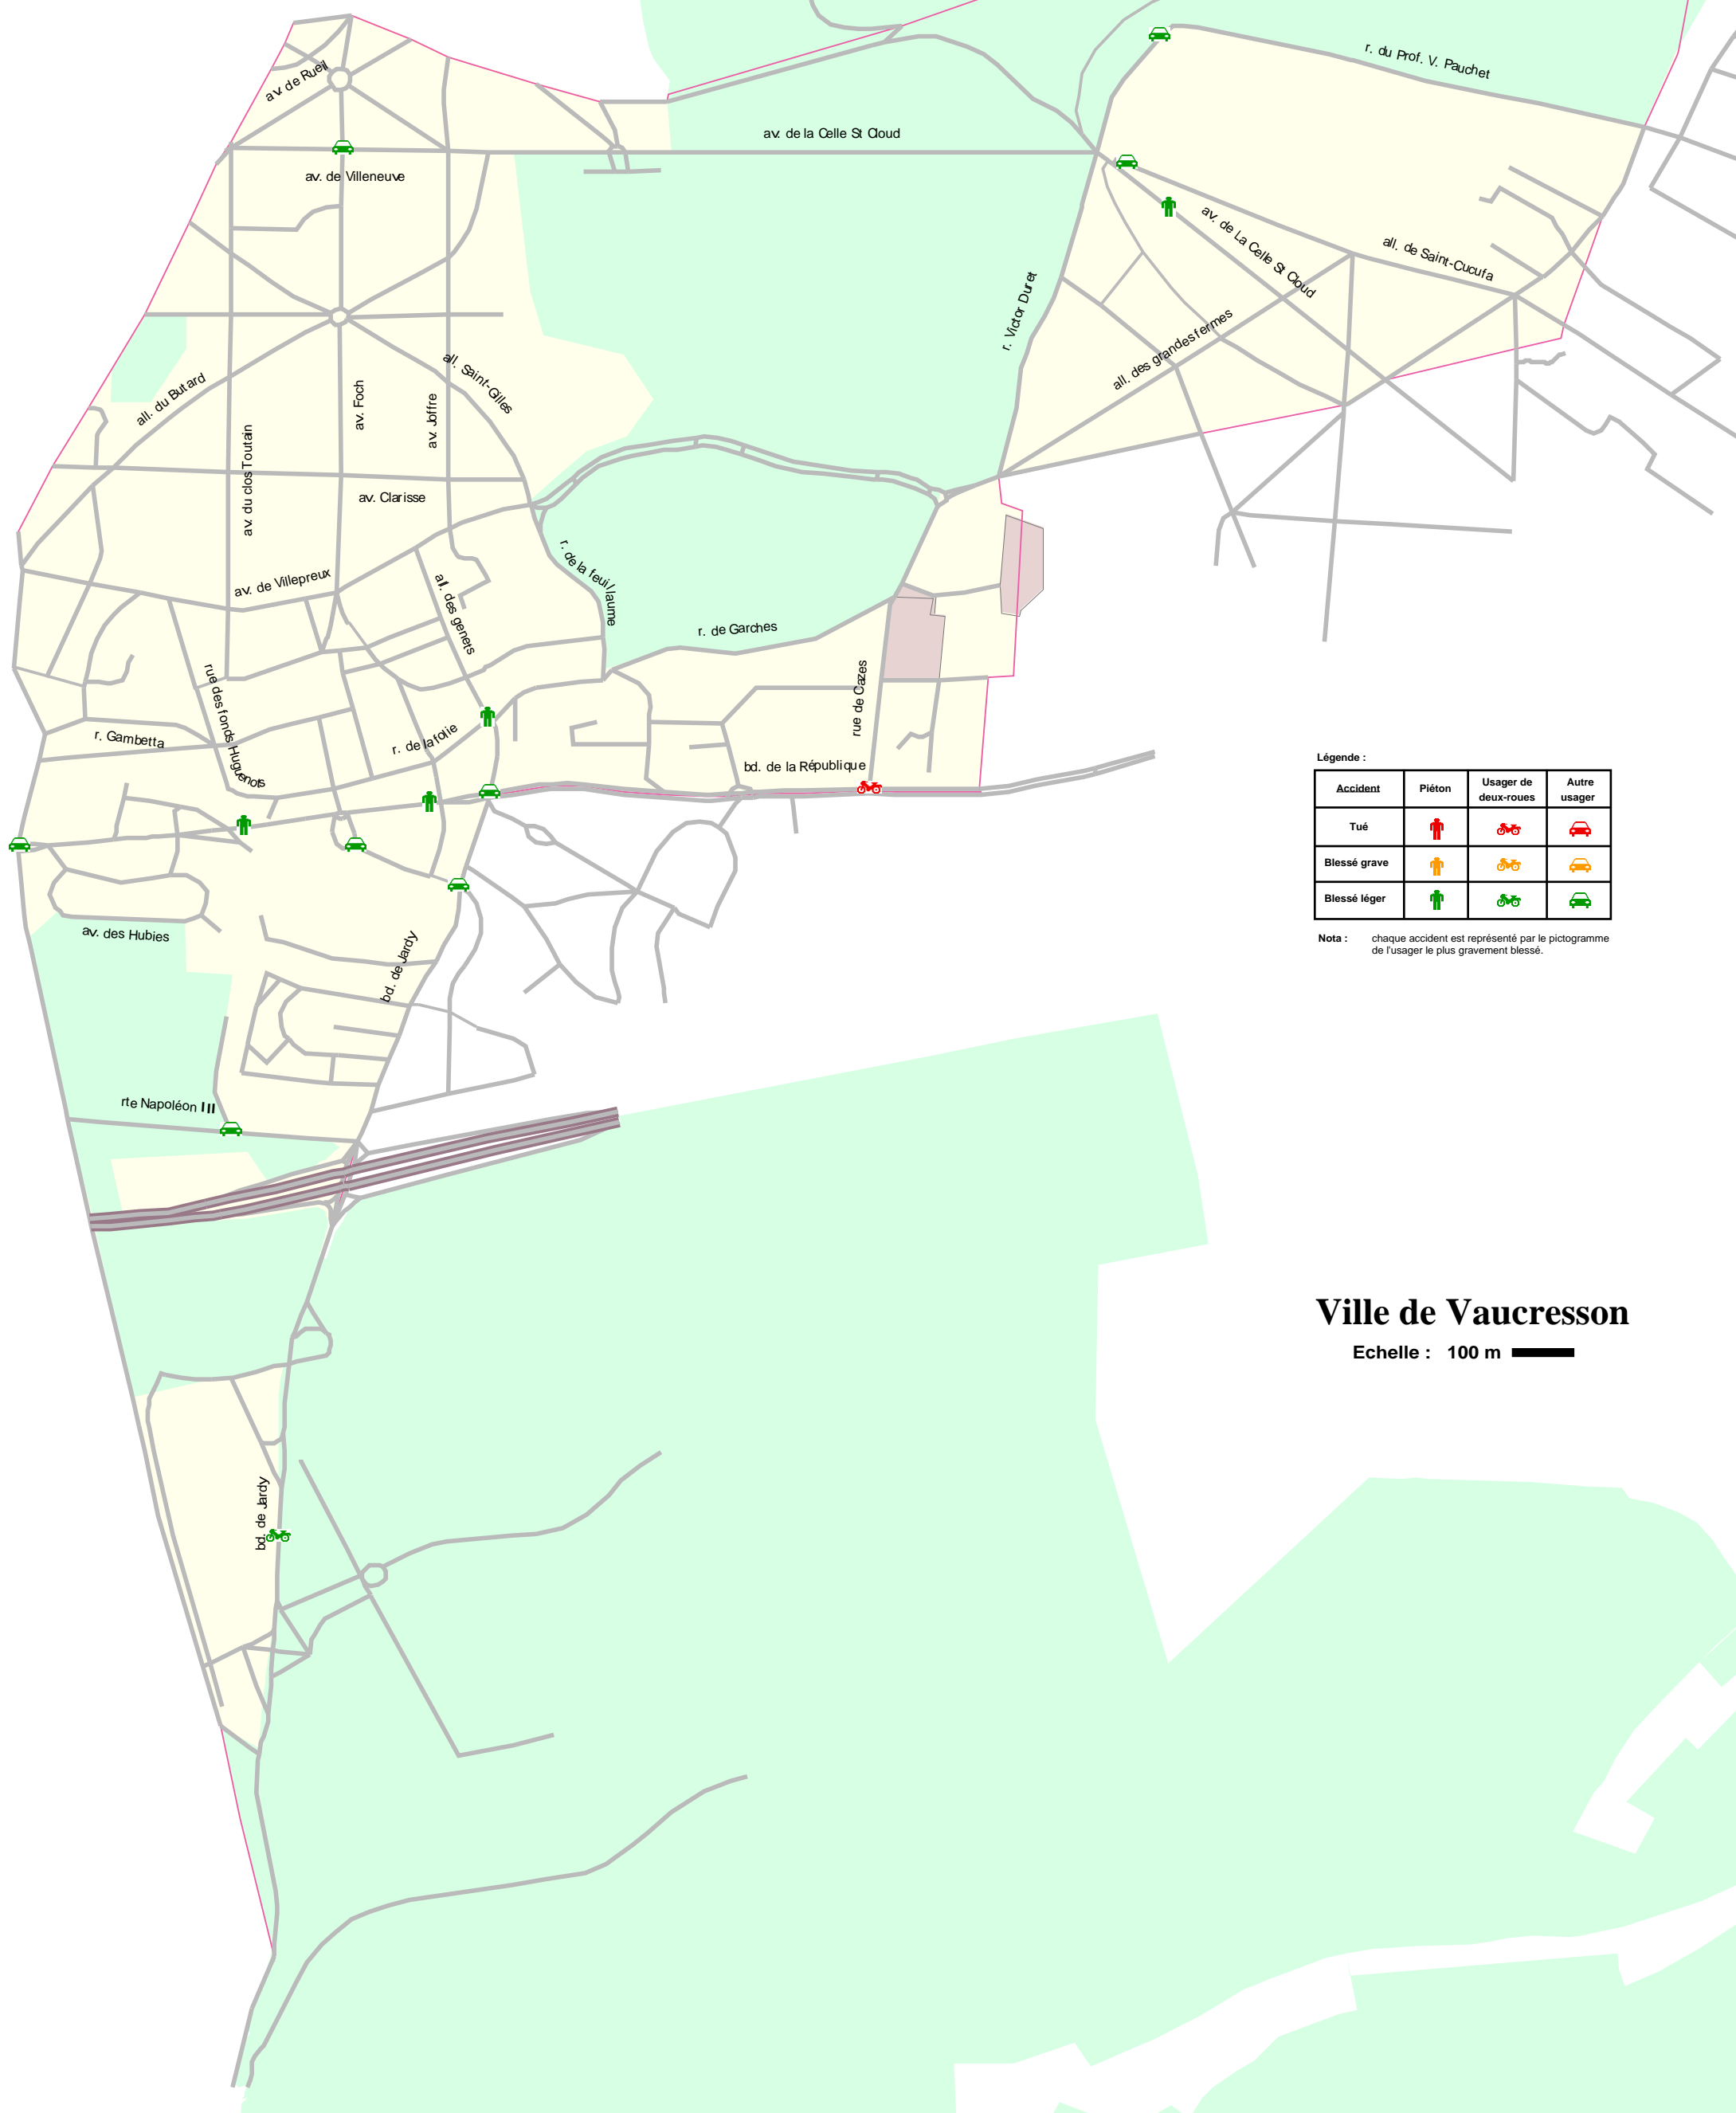 r. du Prof. V. Pauchet
av. de Rueil
av. de la Celle St Cloud
av. de Villeneuve
av. de La Celle St Cloud
all. de Saint-Cucufa
r. Victor Duret
all. des grandes fermes
all. Saint-Gilles
all. du Butard
av. Foch
av. Joffre
av. du clos Toutain
av. Clarisse
r. de la feuillaume
av. de Villepreux
all. des genets
r. de Garches
rue des fonds Huguenots
rue de Cazes
r. Gambetta
r. de la folie
bd. de la République
Légende :
Accident Piéton Usager de deux-roues Autre usager
Tué
Blessé grave
Blessé léger
Nota : chaque accident est représenté par le pictogramme
de l'usager le plus gravement blessé.
av. des Hubies
bd. de Jardy
rte Napoléon III
Ville de Vaucresson
Echelle : 100 m
bd. de Jardy